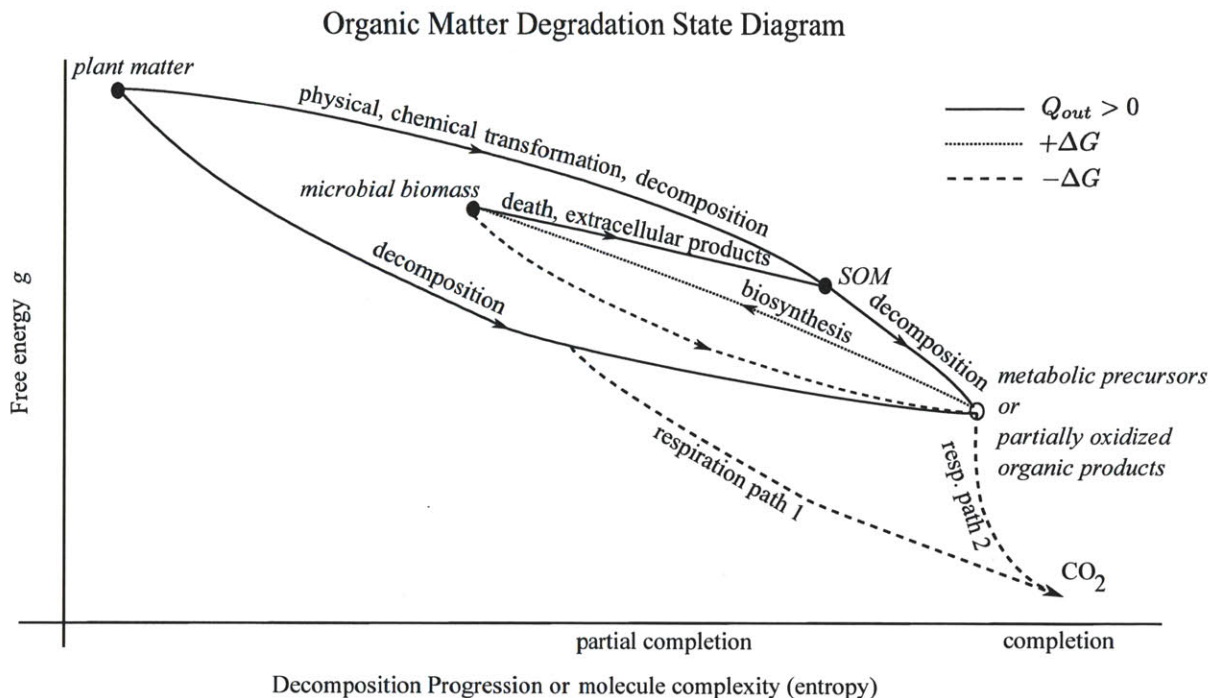 Organic Matter Degradation State Diagram
plant matter
physical, chemical transformation, decomposition
Q_out > 0
+ΔG
−ΔG
microbial biomass
death, extracellular products
SOM
decomposition
biosynthesis
decomposition
metabolic precursors
or
partially oxidized
organic products
respiration path 1
resp. path 2
CO2
Free energy g
partial completion
completion
Decomposition Progression or molecule complexity (entropy)